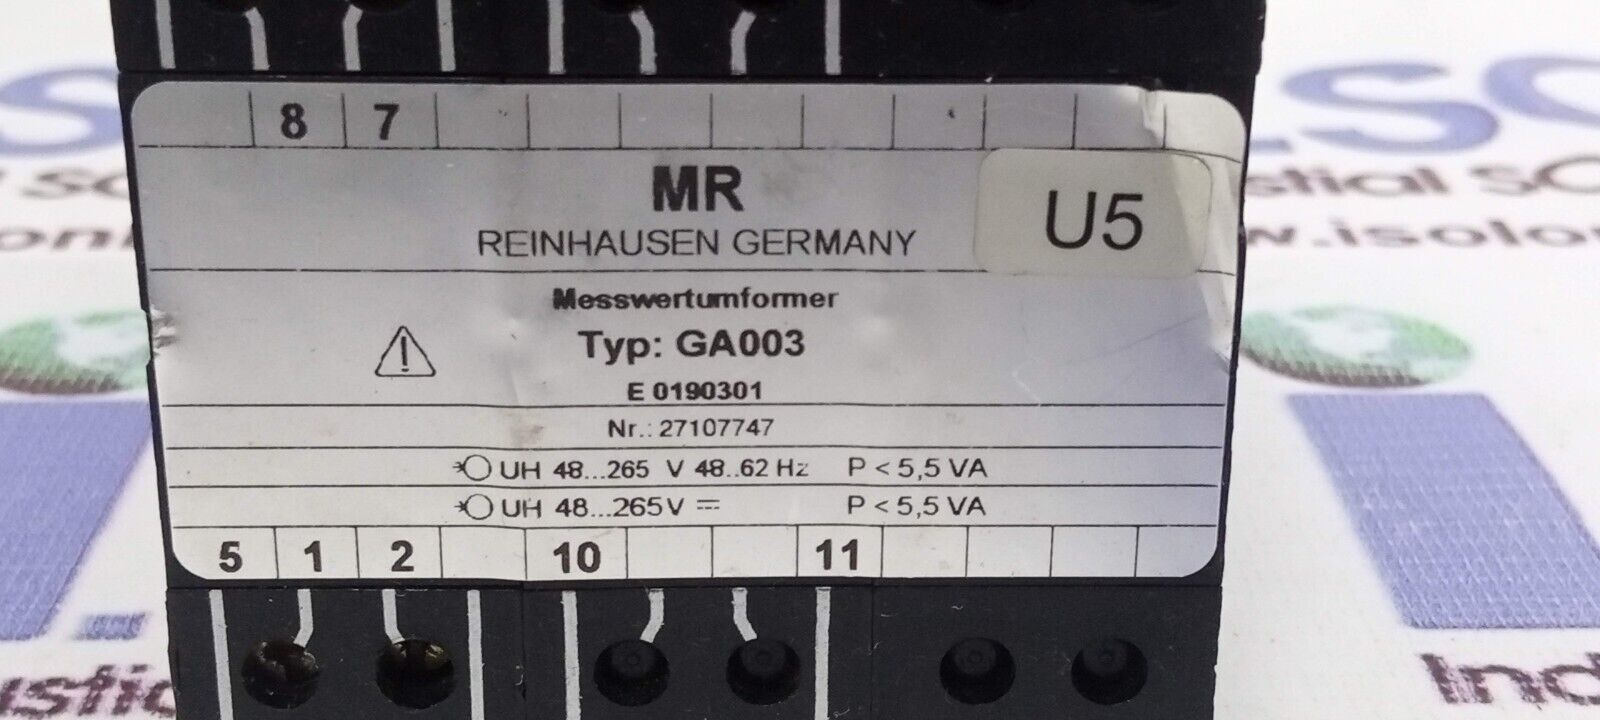 8 7
MR
U5
REINHAUSEN GERMANY
Messwertumformer
Typ: GA003
E 0190301
Nr.: 27107747
UH 48...265 V 48..62 Hz P < 5,5 VA
UH 48...265V P < 5,5 VA
5 1 2 10 11